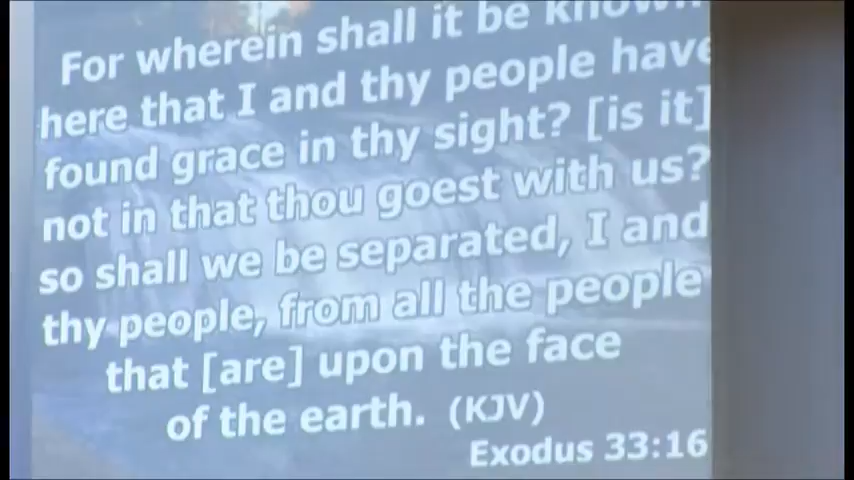 For wherein shall it be known
here that I and thy people have
found grace in thy sight? [is it]
not in that thou goest with us?
so shall we be separated, I and
thy people, from all the people
that [are] upon the face
of the earth. (KJV)
Exodus 33:16